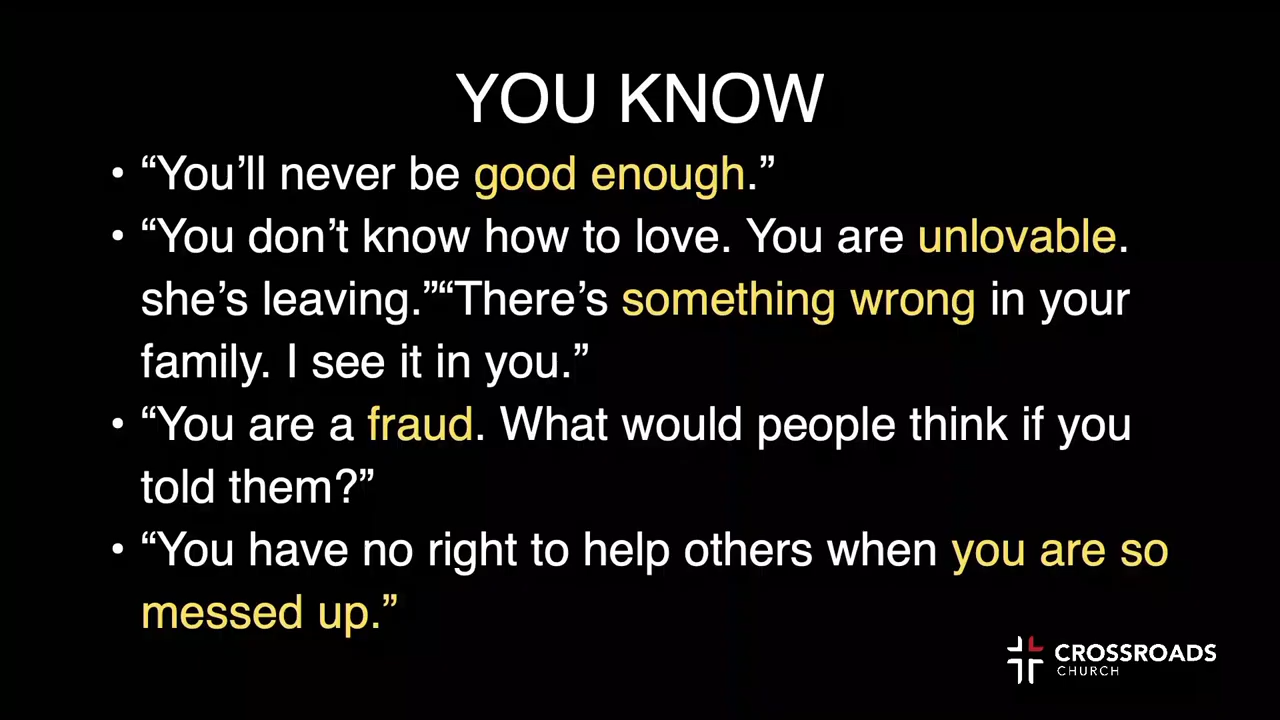 YOU KNOW
• “You’ll never be good enough.”
• “You don’t know how to love. You are unlovable.
she’s leaving.”“There’s something wrong in your
family. I see it in you.”
• “You are a fraud. What would people think if you
told them?”
• “You have no right to help others when you are so
messed up.”
CROSSROADS
CHURCH